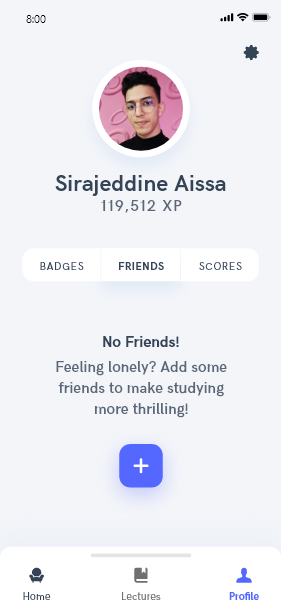 8:00
Sirajeddine Aissa
119,512 XP
BADGES FRIENDS SCORES
No Friends!
Feeling lonely? Add some
friends to make studying
more thrilling!
Home Lectures Profile